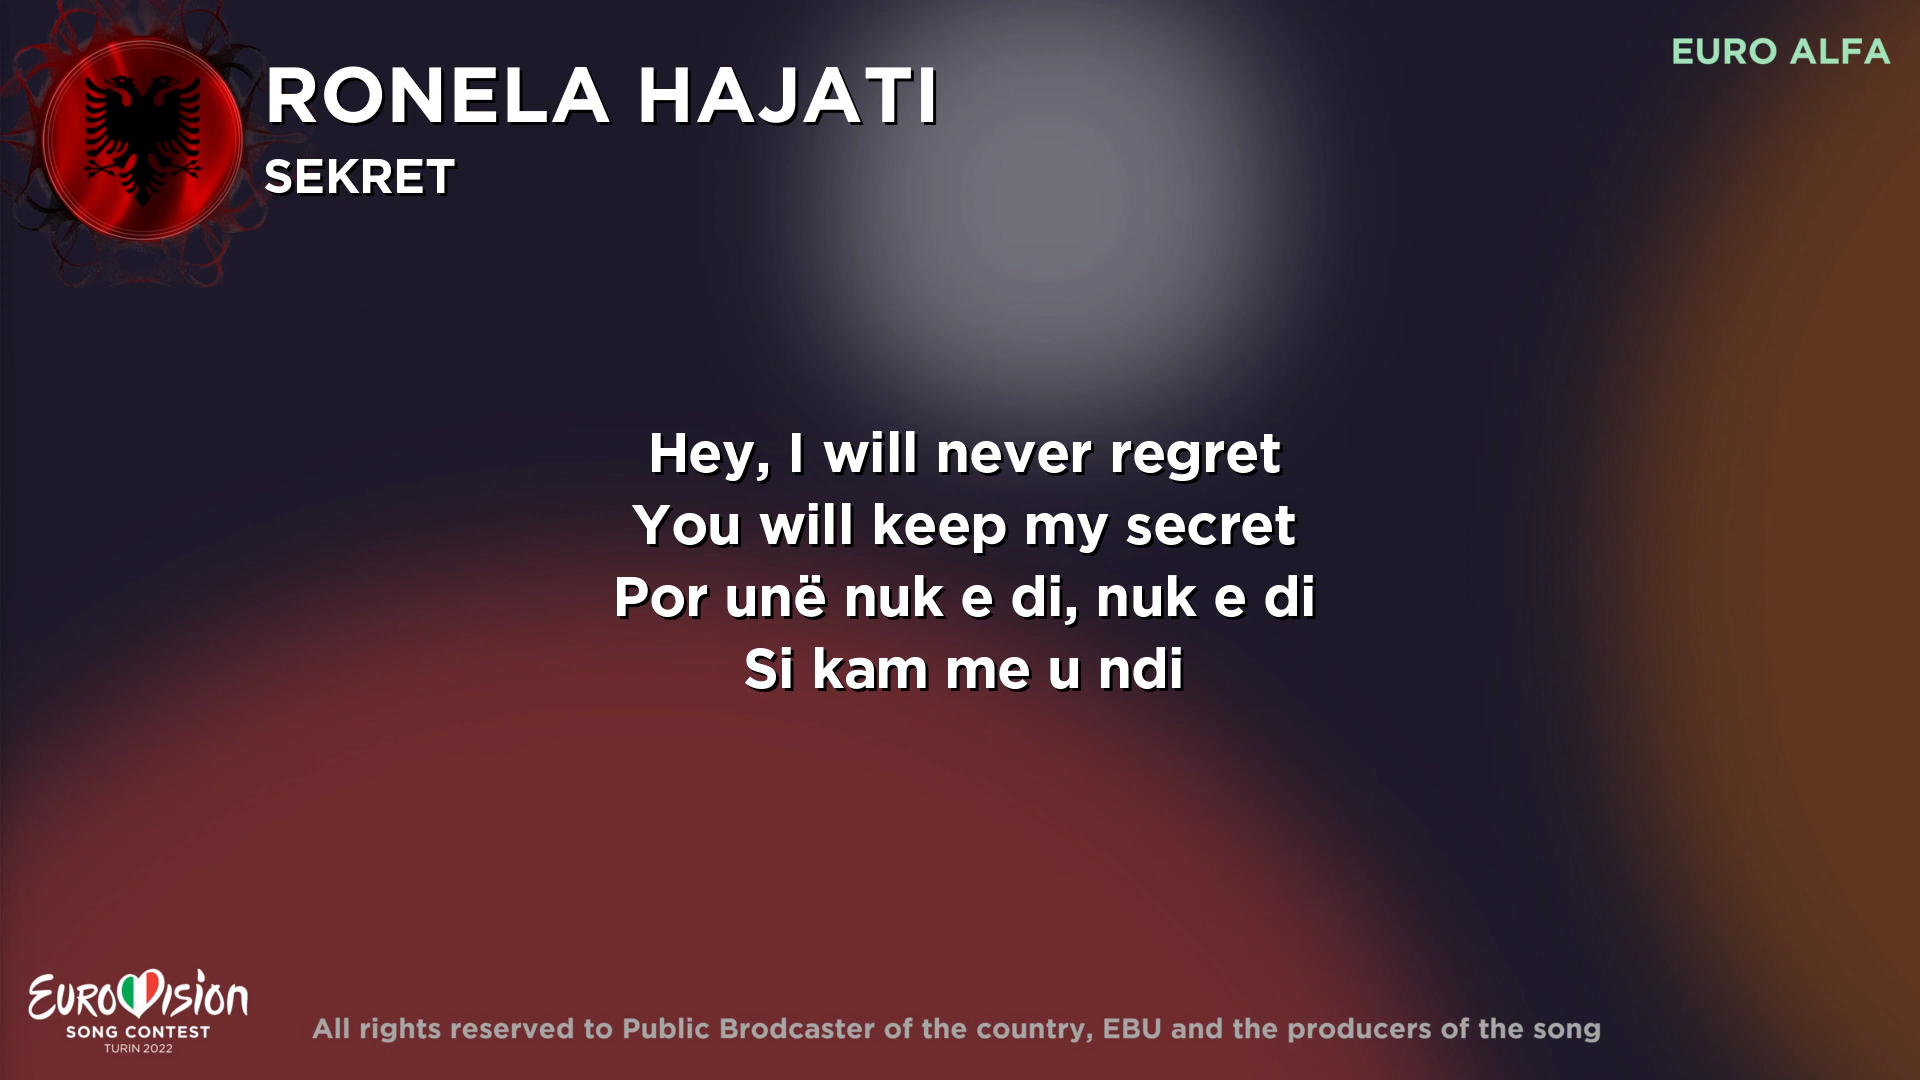 RONELA HAJATI
SEKRET
EURO ALFA
Hey, I will never regret
You will keep my secret
Por unë nuk e di, nuk e di
Si kam me u ndi
EUROVISION
SONG CONTEST
TURIN 2022
All rights reserved to Public Brodcaster of the country, EBU and the producers of the song